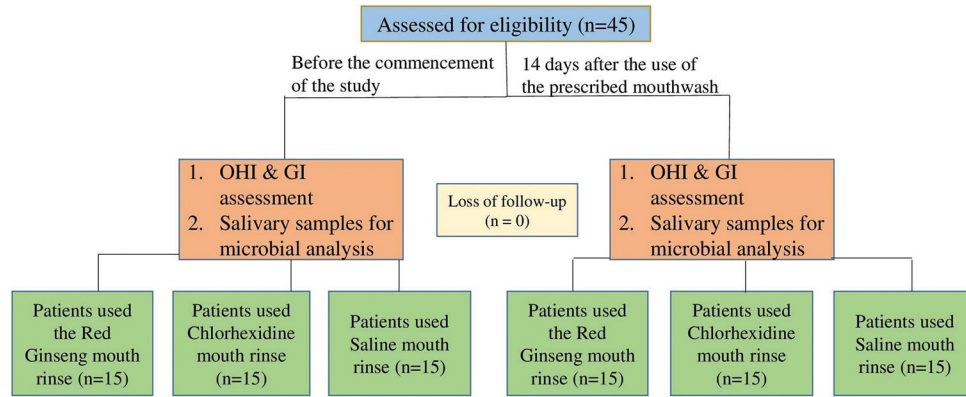 Assessed for eligibility (n=45)
Before the commencement
of the study
14 days after the use of
the prescribed mouthwash
1. OHI & GI
assessment
2. Salivary samples for
microbial analysis
Loss of follow-up
(n = 0)
1. OHI & GI
assessment
2. Salivary samples for
microbial analysis
Patients used
the Red
Ginseng mouth
rinse (n=15)
Patients used
Chlorhexidine
mouth rinse
(n=15)
Patients used
Saline mouth
rinse (n=15)
Patients used
the Red
Ginseng mouth
rinse (n=15)
Patients used
Chlorhexidine
mouth rinse
(n=15)
Patients used
Saline mouth
rinse (n=15)